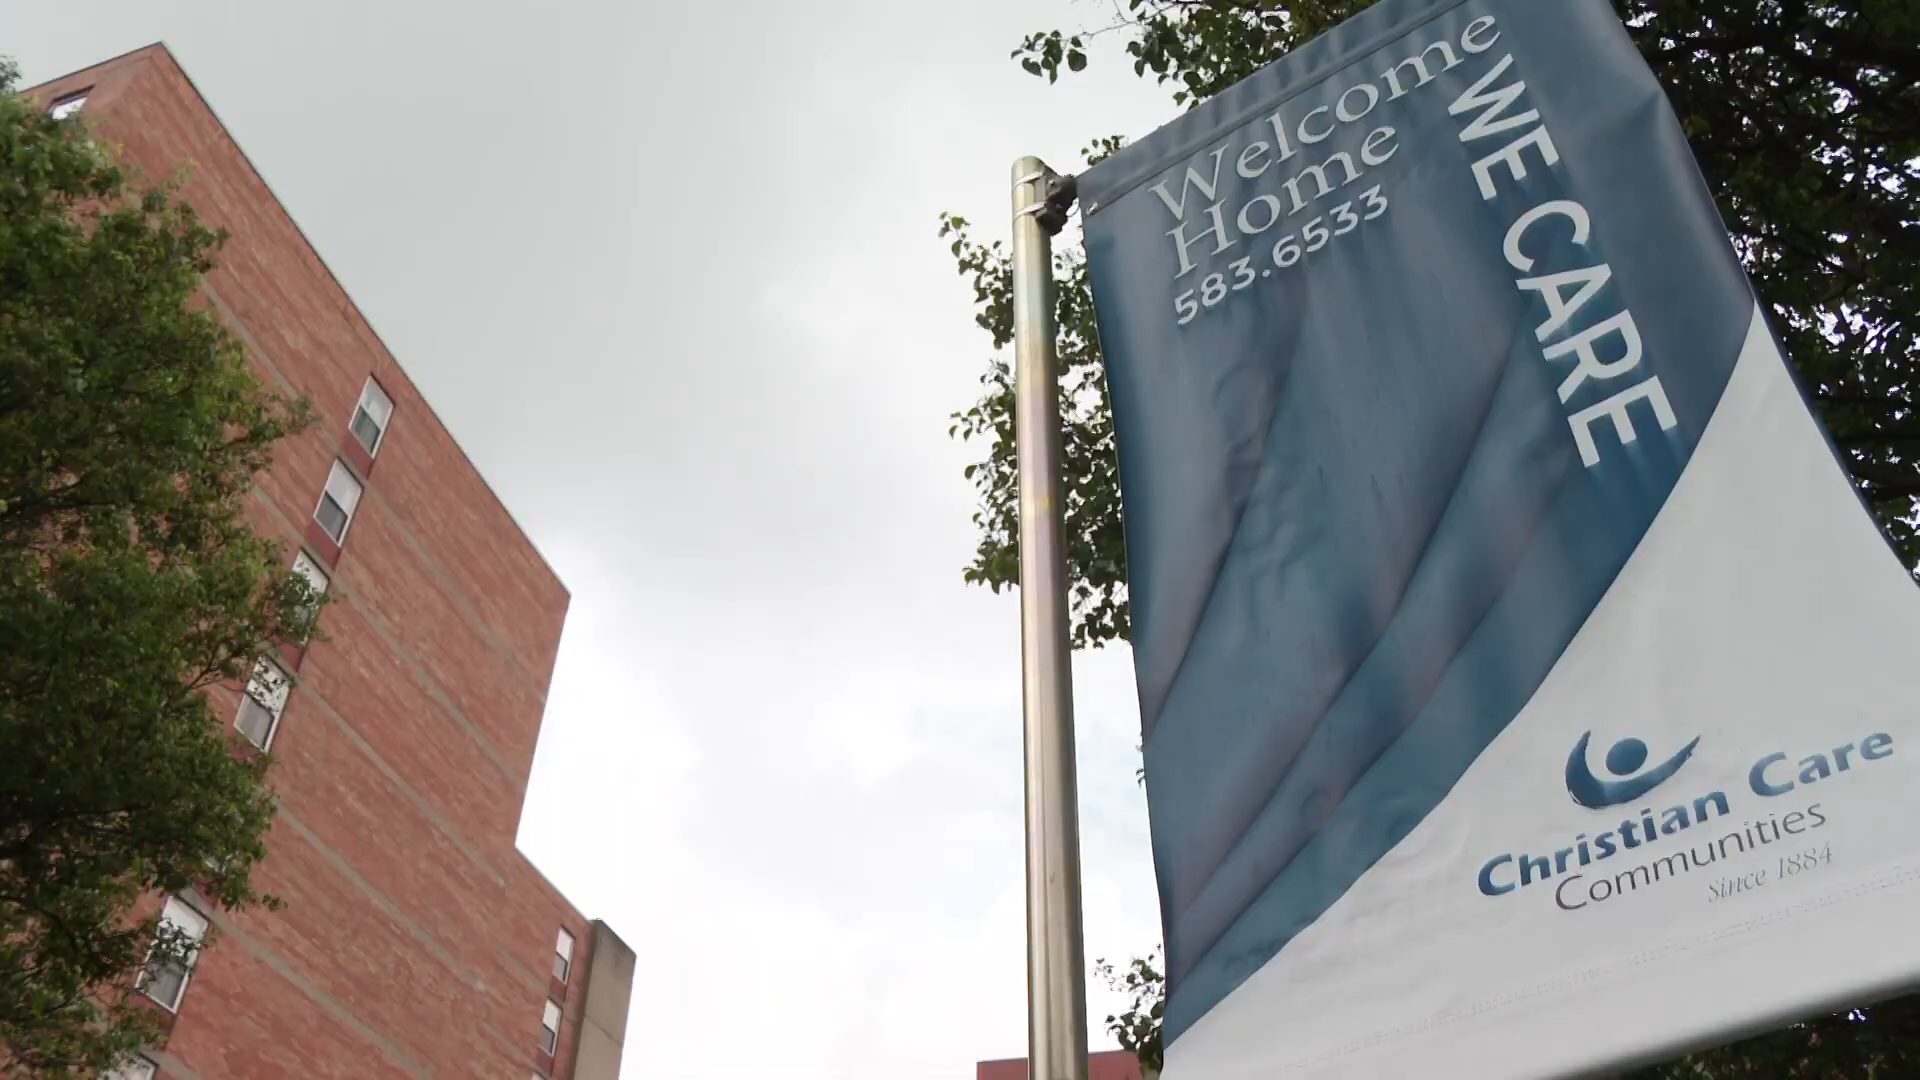 Welcome
Home
583.6533
WE CARE
Christian Care
Communities
Since 1884